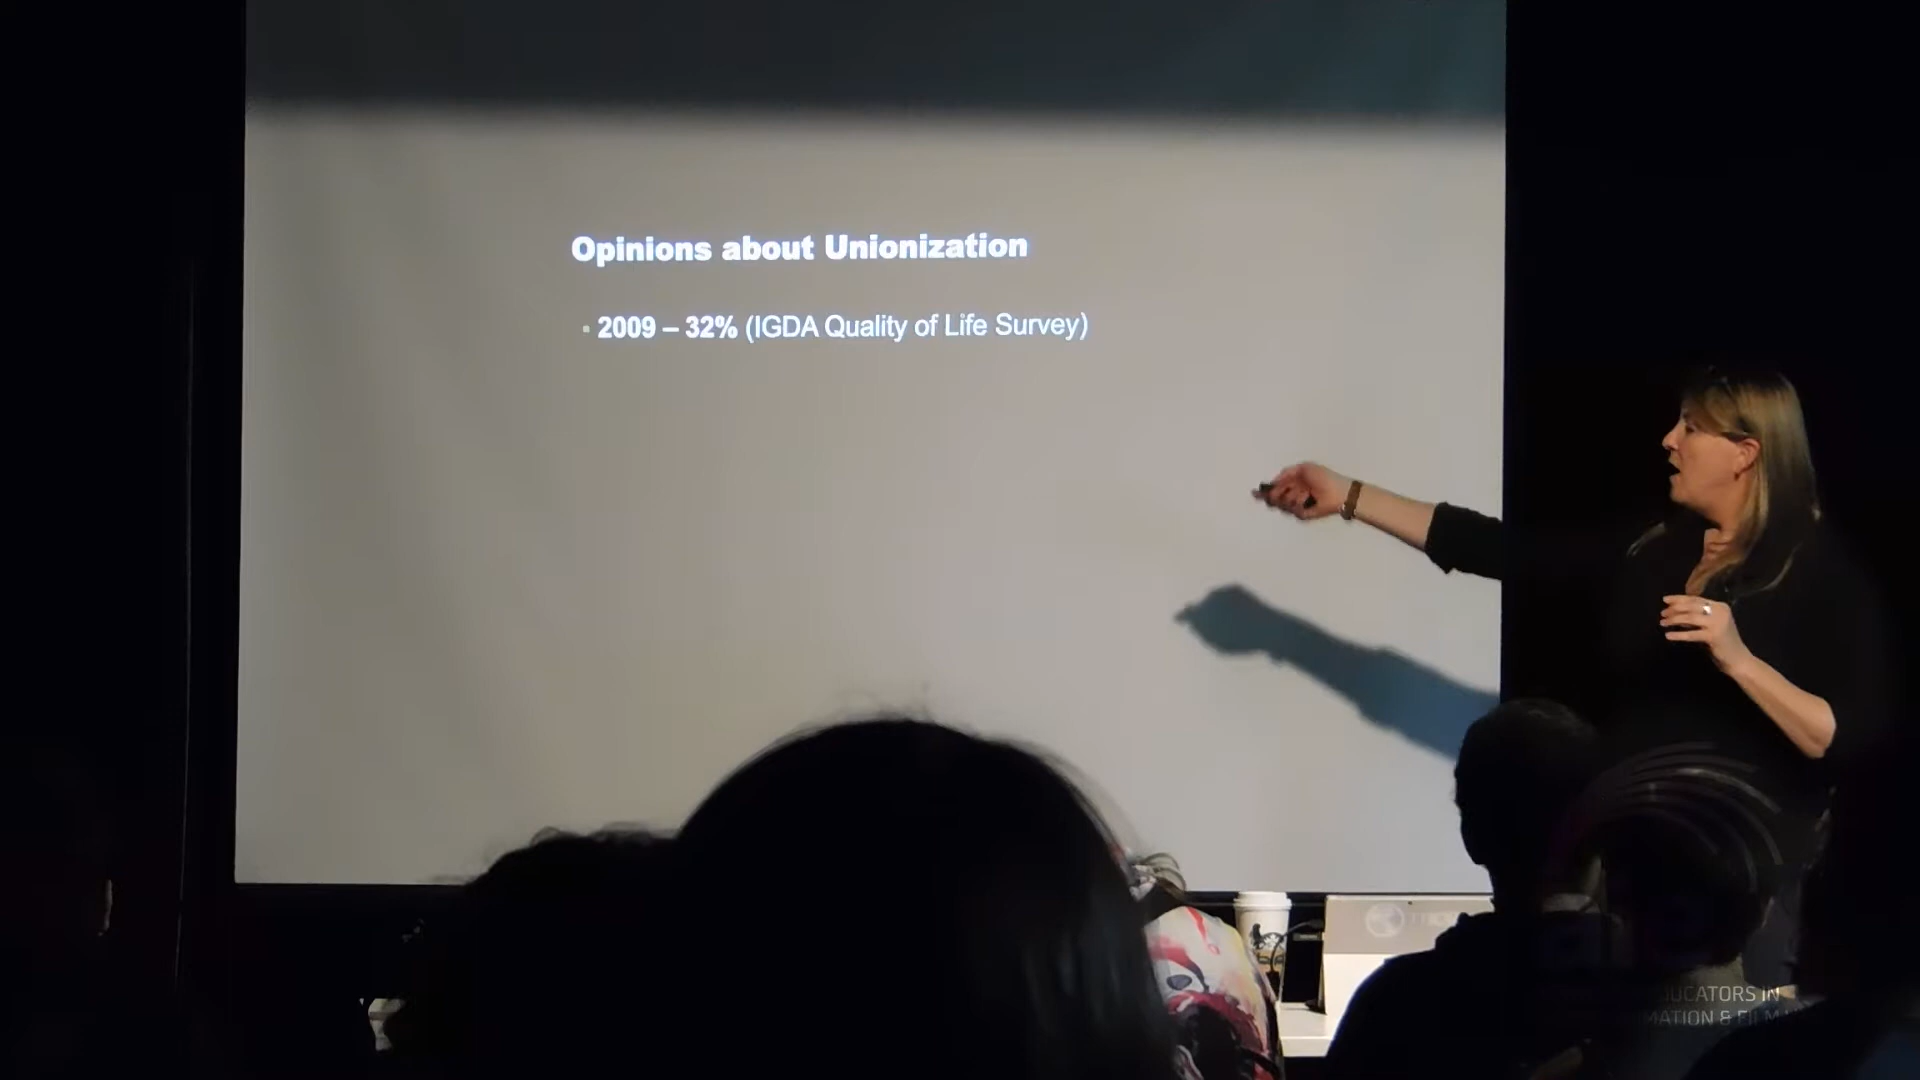 Opinions about Unionization
▪ 2009 – 32% (IGDA Quality of Life Survey)